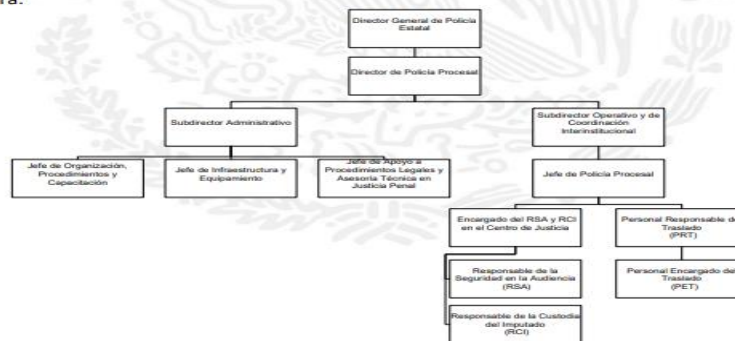 ra.
Director General de Policía
Estatal
Director de Policía Procesal
Subdirector Administrativo
Subdirector Operativo y de
Coordinación
Interinstitucional
Jefe de Organización,
Procedimientos y
Capacitación
Jefe de Infraestructura y
Equipamiento
Jefe de Apoyo a
Procedimientos Legales y
Asesoría Técnica en
Justicia Penal
Jefe de Policía Procesal
Encargado del RSA y RCI
en el Centro de Justicia
Personal Responsable de
Traslado
(PRT)
Responsable de la
Seguridad en la Audiencia
(RSA)
Personal Encargado del
Traslado
(PET)
Responsable de la Custodia
del Imputado
(RCI)